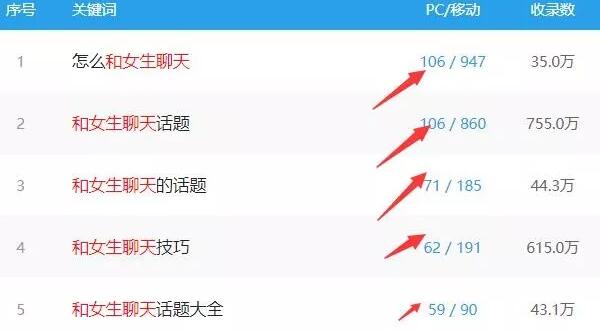 序号 关键词 PC/移动 收录数
1 怎么和女生聊天 106 / 947 35.0万
2 和女生聊天话题 106 / 860 755.0万
3 和女生聊天的话题 71 / 185 44.3万
4 和女生聊天技巧 62 / 191 615.0万
5 和女生聊天话题大全 59 / 90 43.1万